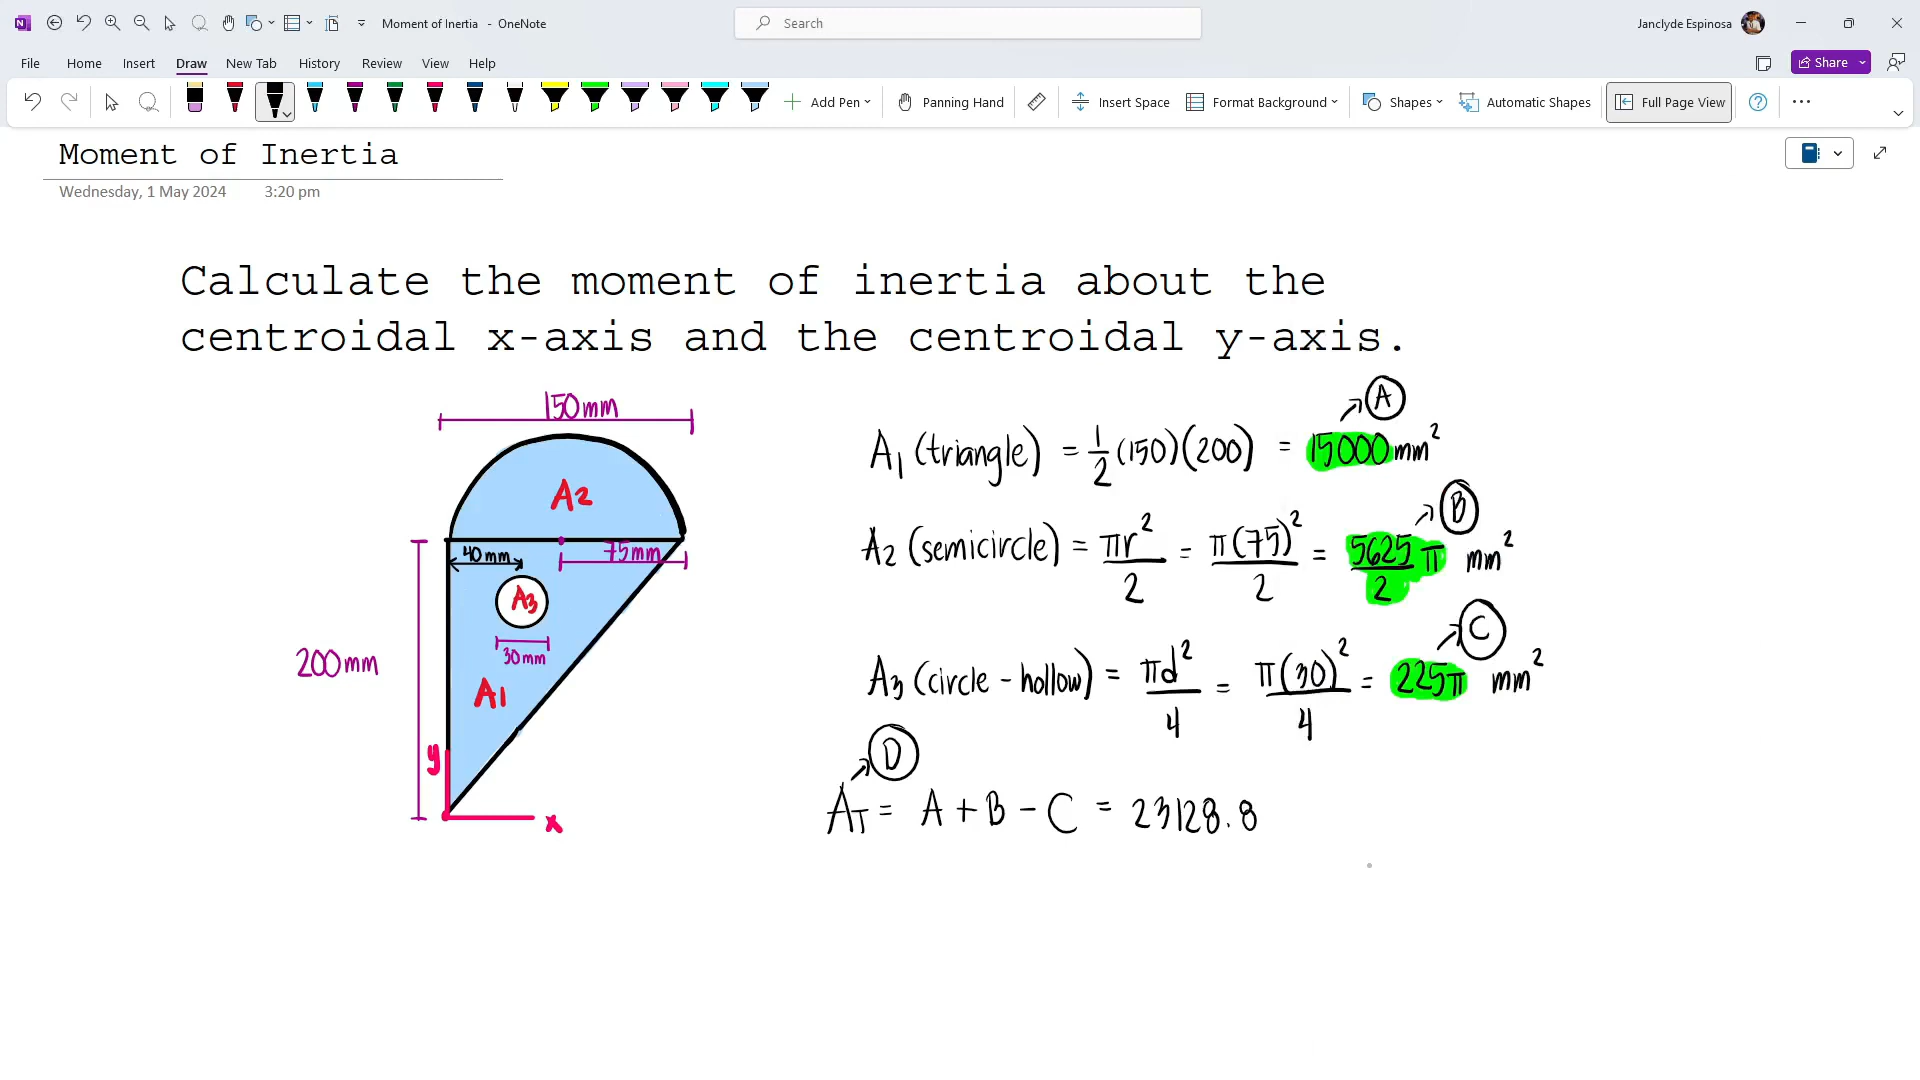 Moment of Inertia - OneNote
Search
Janclyde Espinosa
File Home Insert Draw New Tab History Review View Help
Share
Add Pen Panning Hand Insert Space Format Background Shapes Automatic Shapes Full Page View
Moment of Inertia
Wednesday, 1 May 2024 3:20 pm
Calculate the moment of inertia about the
centroidal x-axis and the centroidal y-axis.
150mm
A2
40mm
75mm
A3
30mm
200mm
A1
y
x
A
A₁ (triangle) = 1/2 (150)(200) = 15000mm²
B
A₂ (semicircle) = πr²/2 = π(75)²/2 = 5625/2 π mm²
C
A₃ (circle - hollow) = πd²/4 = π(30)²/4 = 225π mm²
D
A_T = A + B - C = 23128.8